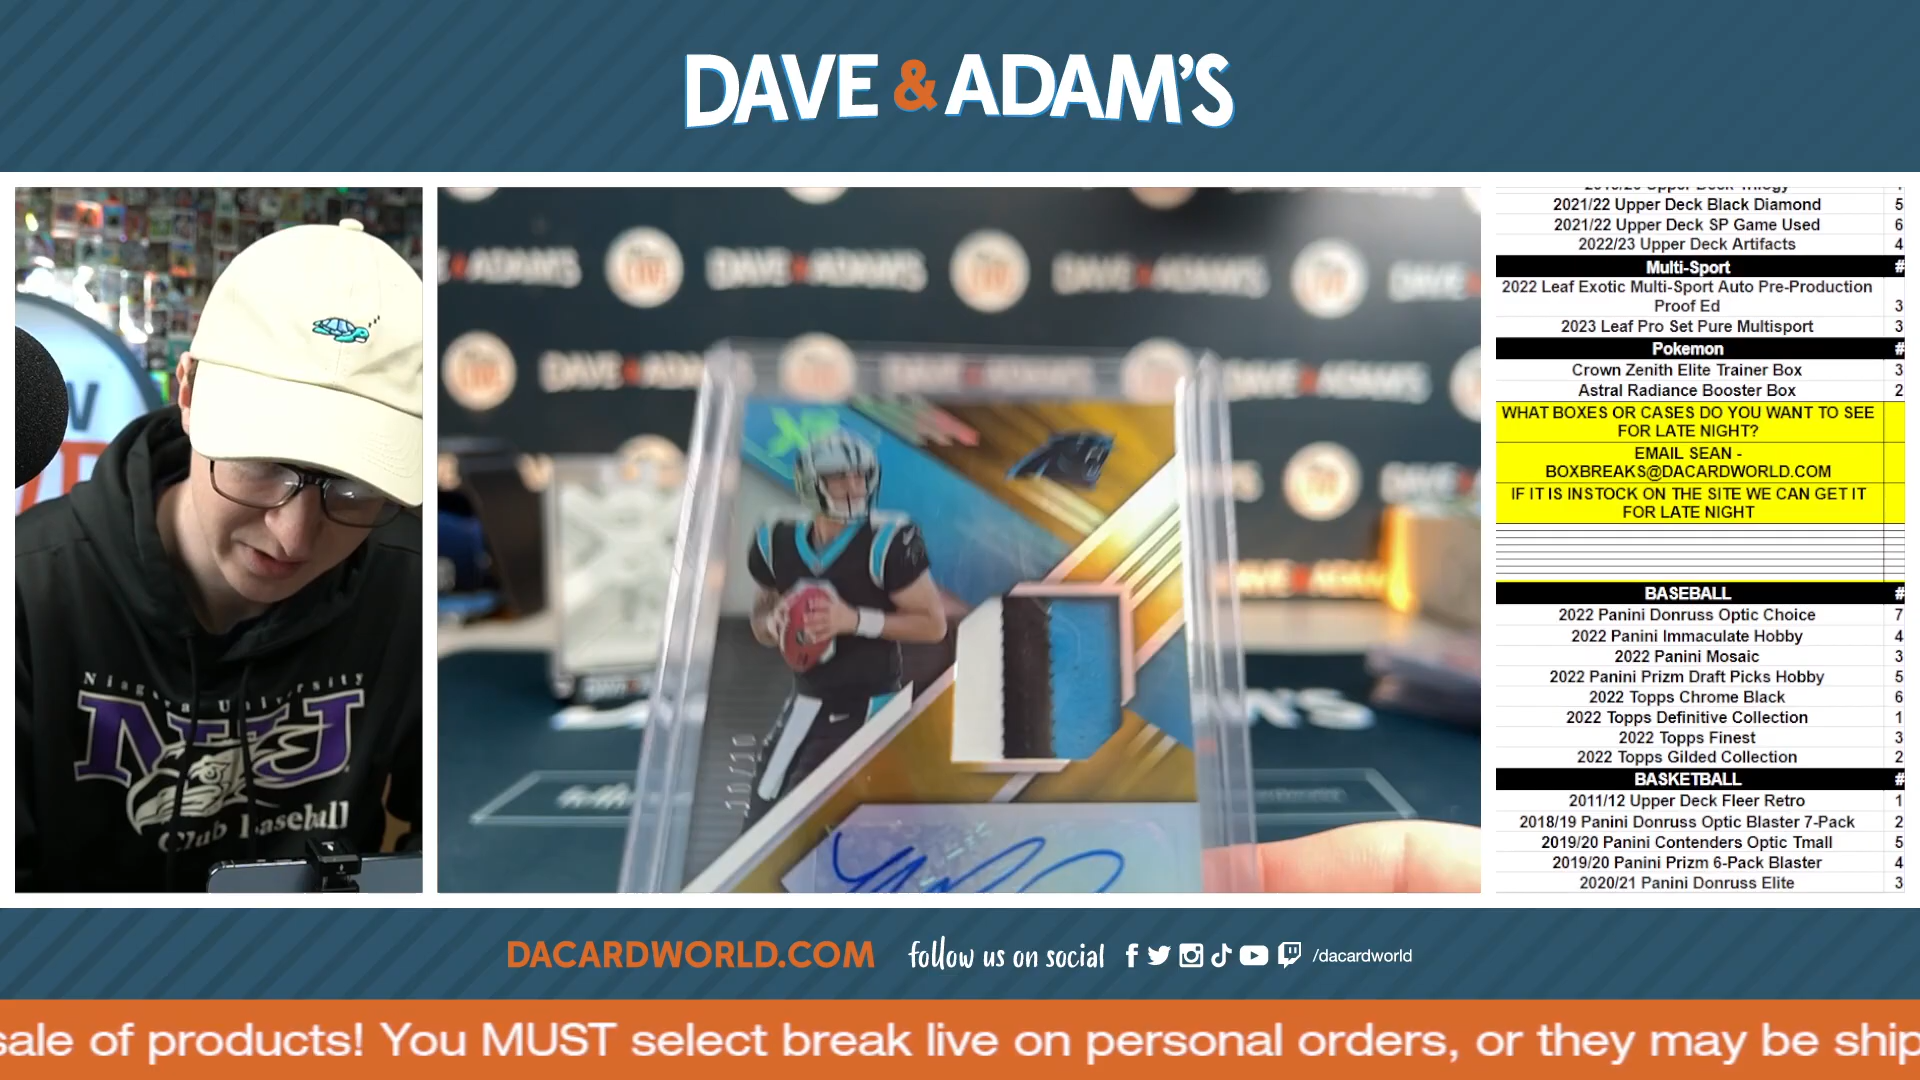 DAVE & ADAM'S
2021/22 Upper Deck Black Diamond 5
2021/22 Upper Deck SP Game Used 6
2022/23 Upper Deck Artifacts 4
Multi-Sport #
2022 Leaf Exotic Multi-Sport Auto Pre-Production
Proof Ed 3
2023 Leaf Pro Set Pure Multisport 3
Pokemon #
Crown Zenith Elite Trainer Box 3
Astral Radiance Booster Box 2
WHAT BOXES OR CASES DO YOU WANT TO SEE
FOR LATE NIGHT?
EMAIL SEAN -
BOXBREAKS@DACARDWORLD.COM
IF IT IS INSTOCK ON THE SITE WE CAN GET IT
FOR LATE NIGHT
BASEBALL #
2022 Panini Donruss Optic Choice 7
2022 Panini Immaculate Hobby 4
2022 Panini Mosaic 3
2022 Panini Prizm Draft Picks Hobby 5
2022 Topps Chrome Black 6
2022 Topps Definitive Collection 1
2022 Topps Finest 3
2022 Topps Gilded Collection 2
BASKETBALL #
2011/12 Upper Deck Fleer Retro 1
2018/19 Panini Donruss Optic Blaster 7-Pack 2
2019/20 Panini Contenders Optic Tmall 5
2019/20 Panini Prizm 6-Pack Blaster 4
2020/21 Panini Donruss Elite 3
DAVE & ADAM'S
DAVE & ADAM'S
Niagara University
NU
Club Baseball
DACARDWORLD.COM follow us on social /dacardworld
sale of products! You MUST select break live on personal orders, or they may be ship